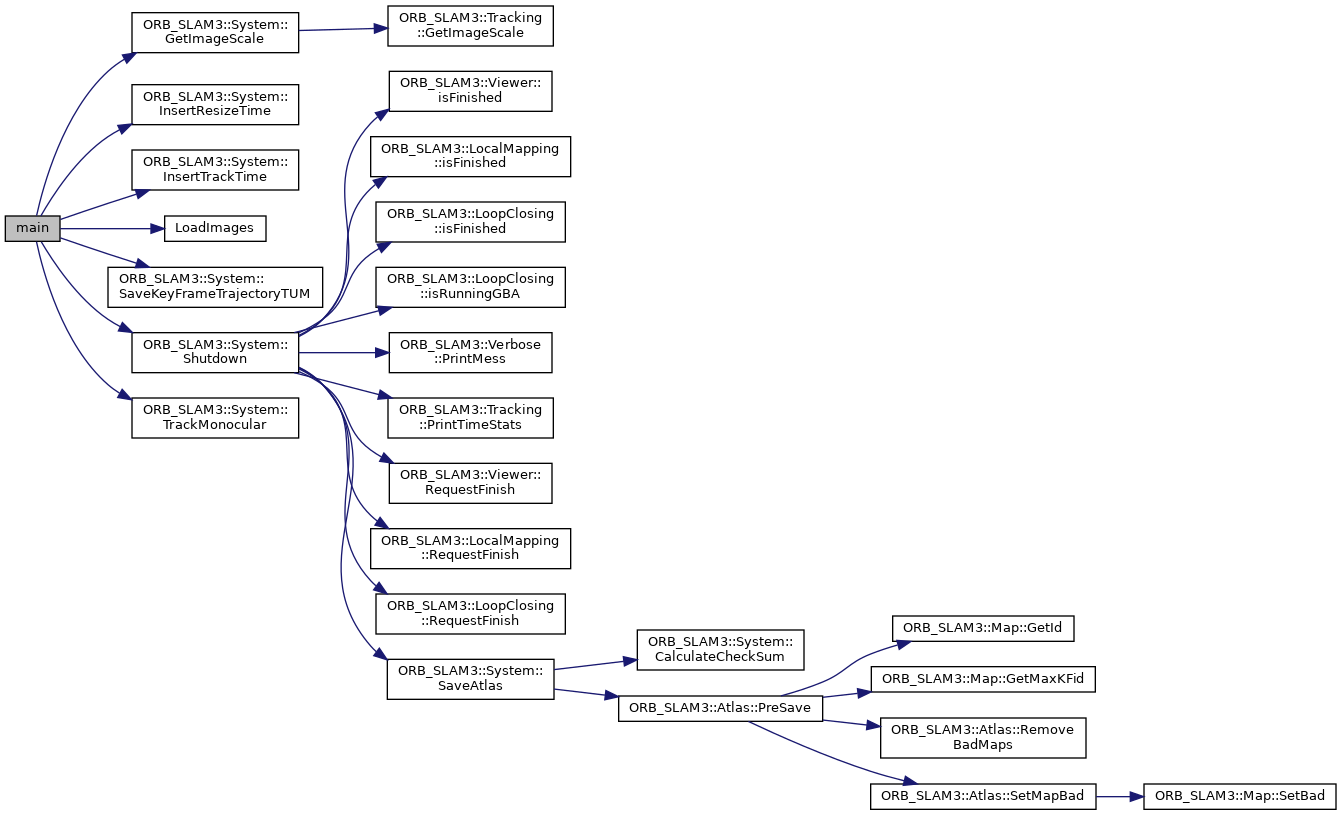 main
ORB_SLAM3::System::
GetImageScale
ORB_SLAM3::Tracking
::GetImageScale
ORB_SLAM3::System::
InsertResizeTime
ORB_SLAM3::System::
InsertTrackTime
LoadImages
ORB_SLAM3::System::
SaveKeyFrameTrajectoryTUM
ORB_SLAM3::System::
Shutdown
ORB_SLAM3::System::
TrackMonocular
ORB_SLAM3::Viewer::
isFinished
ORB_SLAM3::LocalMapping
::isFinished
ORB_SLAM3::LoopClosing
::isFinished
ORB_SLAM3::LoopClosing
::isRunningGBA
ORB_SLAM3::Verbose
::PrintMess
ORB_SLAM3::Tracking
::PrintTimeStats
ORB_SLAM3::Viewer::
RequestFinish
ORB_SLAM3::LocalMapping
::RequestFinish
ORB_SLAM3::LoopClosing
::RequestFinish
ORB_SLAM3::System::
SaveAtlas
ORB_SLAM3::System::
CalculateCheckSum
ORB_SLAM3::Atlas::PreSave
ORB_SLAM3::Map::GetId
ORB_SLAM3::Map::GetMaxKFid
ORB_SLAM3::Atlas::Remove
BadMaps
ORB_SLAM3::Atlas::SetMapBad
ORB_SLAM3::Map::SetBad